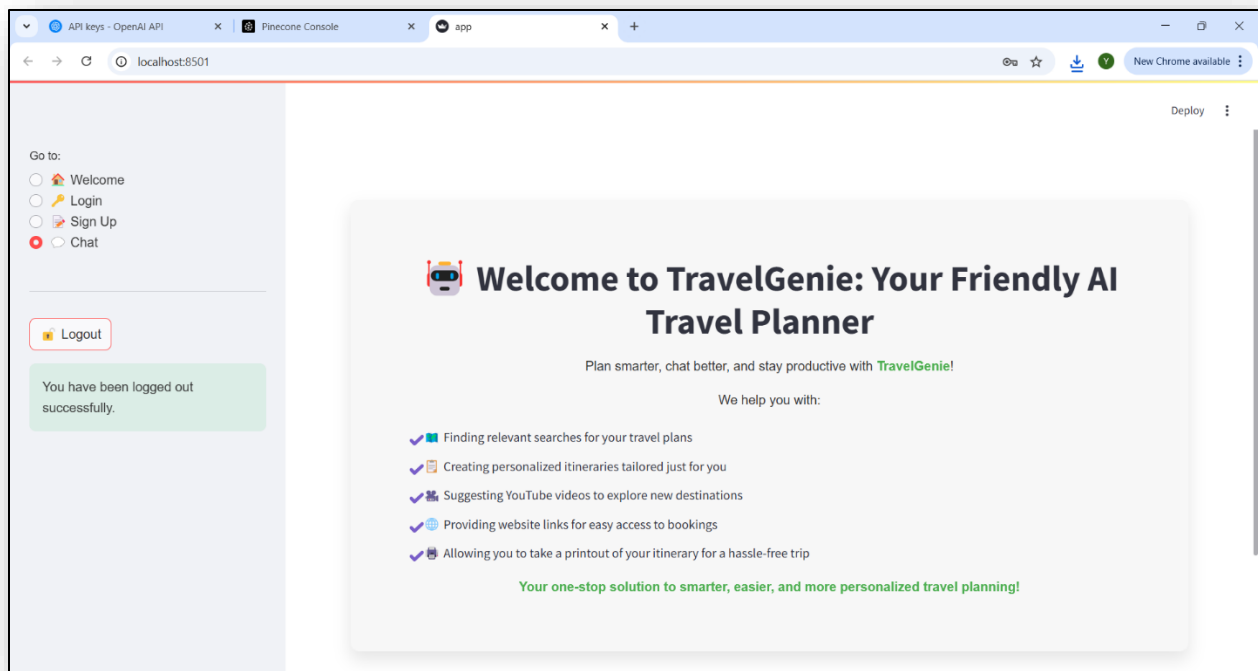 API keys - OpenAI API
Pinecone Console
app
localhost:8501
New Chrome available
Deploy
Go to:
Welcome
Login
Sign Up
Chat
Logout
You have been logged out
successfully.
Welcome to TravelGenie: Your Friendly AI
Travel Planner
Plan smarter, chat better, and stay productive with TravelGenie!
We help you with:
Finding relevant searches for your travel plans
Creating personalized itineraries tailored just for you
Suggesting YouTube videos to explore new destinations
Providing website links for easy access to bookings
Allowing you to take a printout of your itinerary for a hassle-free trip
Your one-stop solution to smarter, easier, and more personalized travel planning!
Y